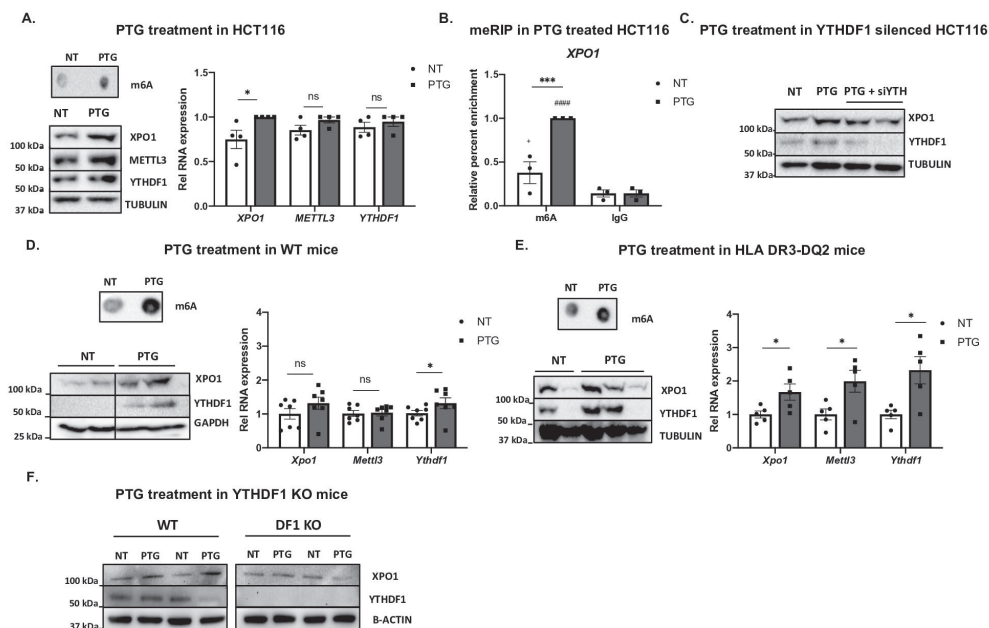 A.
PTG treatment in HCT116
NT PTG
m6A
NT PTG
XPO1
100 kDa
METTL3
50 kDa
YTHDF1
50 kDa
TUBULIN
37 kDa
Rel RNA expression
1.5
1.0
0.5
0.0
* ns ns
XPO1 METTL3 YTHDF1
NT
PTG
B.
meRIP in PTG treated HCT116
XPO1
Relative percent enrichment
1.5
1.0
0.5
0.0
***
####
+
m6A IgG
NT
PTG
C.
PTG treatment in YTHDF1 silenced HCT116
NT PTG PTG + siYTH
XPO1
100 kDa
YTHDF1
50 kDa
TUBULIN
37 kDa
D.
PTG treatment in WT mice
NT PTG
m6A
NT PTG
XPO1
100 kDa
YTHDF1
50 kDa
GAPDH
25 kDa
Rel RNA expression
4
3
2
1
0
ns ns *
Xpo1 Mettl3 Ythdf1
NT
PTG
E.
PTG treatment in HLA DR3-DQ2 mice
NT PTG
m6A
NT PTG
XPO1
100 kDa
YTHDF1
50 kDa
TUBULIN
37 kDa
Rel RNA expression
4
3
2
1
0
* * *
Xpo1 Mettl3 Ythdf1
NT
PTG
F.
PTG treatment in YTHDF1 KO mice
WT DF1 KO
NT PTG NT PTG NT PTG NT PTG
XPO1
100 kDa
YTHDF1
50 kDa
B-ACTIN
37 kDa